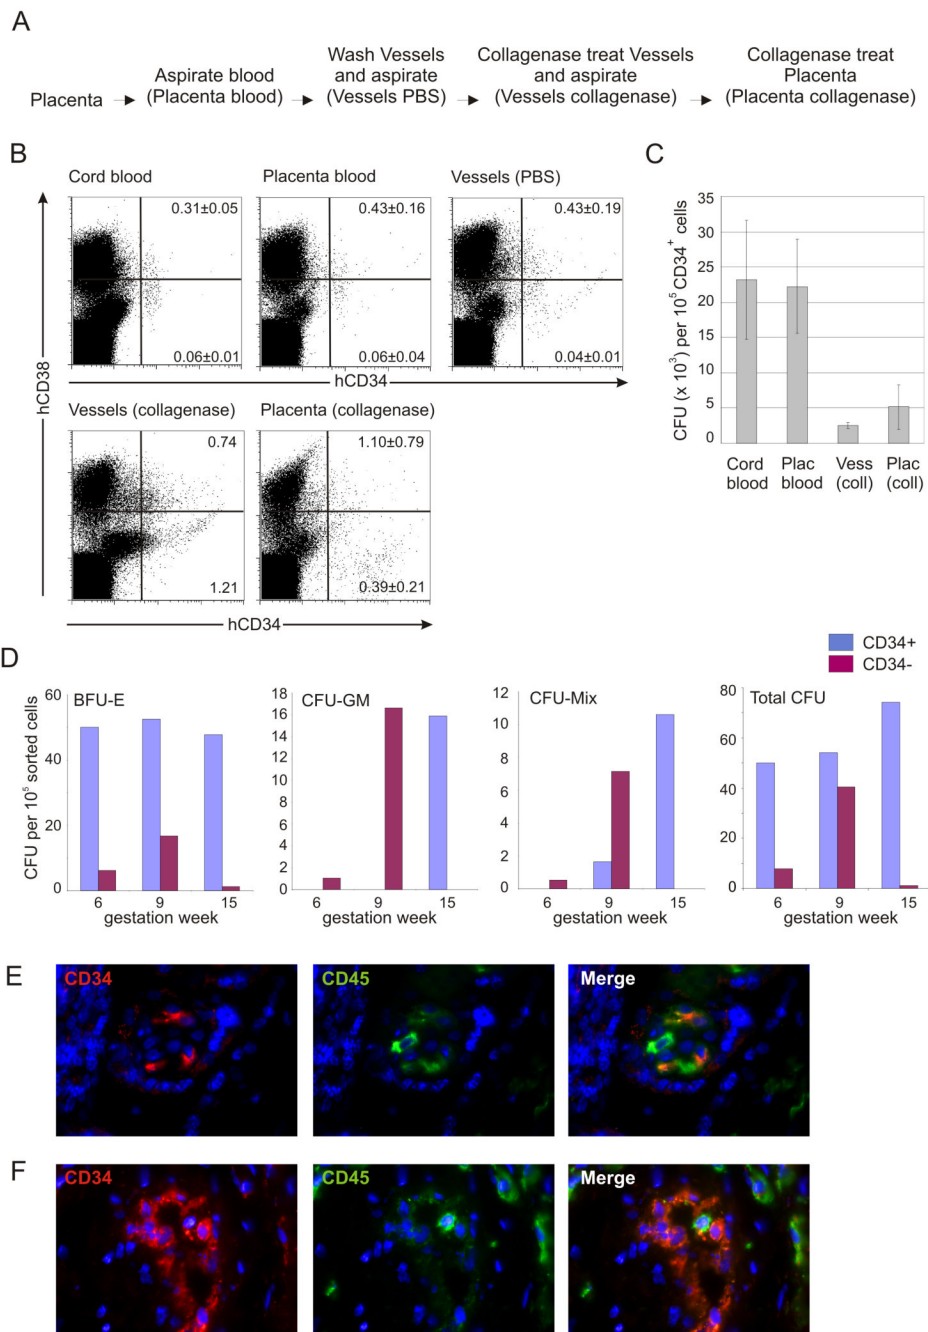 A
Placenta
Aspirate blood
(Placenta blood)
Wash Vessels
and aspirate
(Vessels PBS)
Collagenase treat Vessels
and aspirate
(Vessels collagenase)
Collagenase treat
Placenta
(Placenta collagenase)
B
Cord blood
Placenta blood
Vessels (PBS)
0.31±0.05
0.43±0.16
0.43±0.19
0.06±0.01
0.06±0.04
0.04±0.01
hCD34
hCD38
Vessels (collagenase)
Placenta (collagenase)
0.74
1.10±0.79
1.21
0.39±0.21
hCD34
C
CFU (x 10³) per 10⁵ CD34⁺ cells
35
30
25
20
15
10
5
0
Cord blood
Plac blood
Vess (coll)
Plac (coll)
D
CD34+
CD34-
CFU per 10⁵ sorted cells
BFU-E
60
40
20
0
6 9 15
gestation week
CFU-GM
18
16
14
12
10
8
6
4
2
0
6 9 15
gestation week
CFU-Mix
12
10
8
6
4
2
0
6 9 15
gestation week
Total CFU
80
60
40
20
0
6 9 15
gestation week
E
CD34
CD45
Merge
F
CD34
CD45
Merge